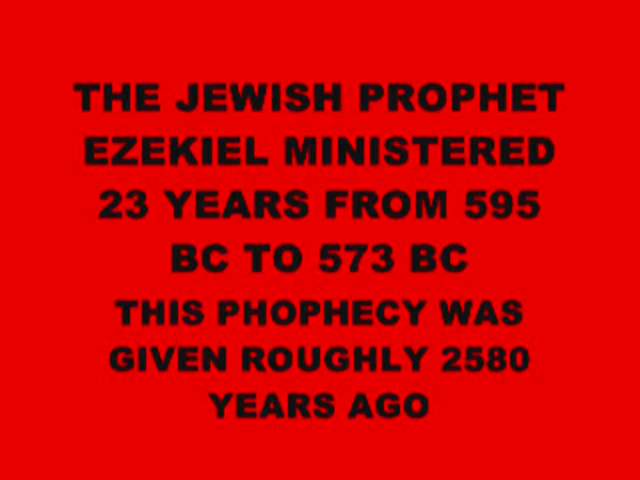 THE JEWISH PROPHET
EZEKIEL MINISTERED
23 YEARS FROM 595
BC TO 573 BC
THIS PHOPHECY WAS
GIVEN ROUGHLY 2580
YEARS AGO